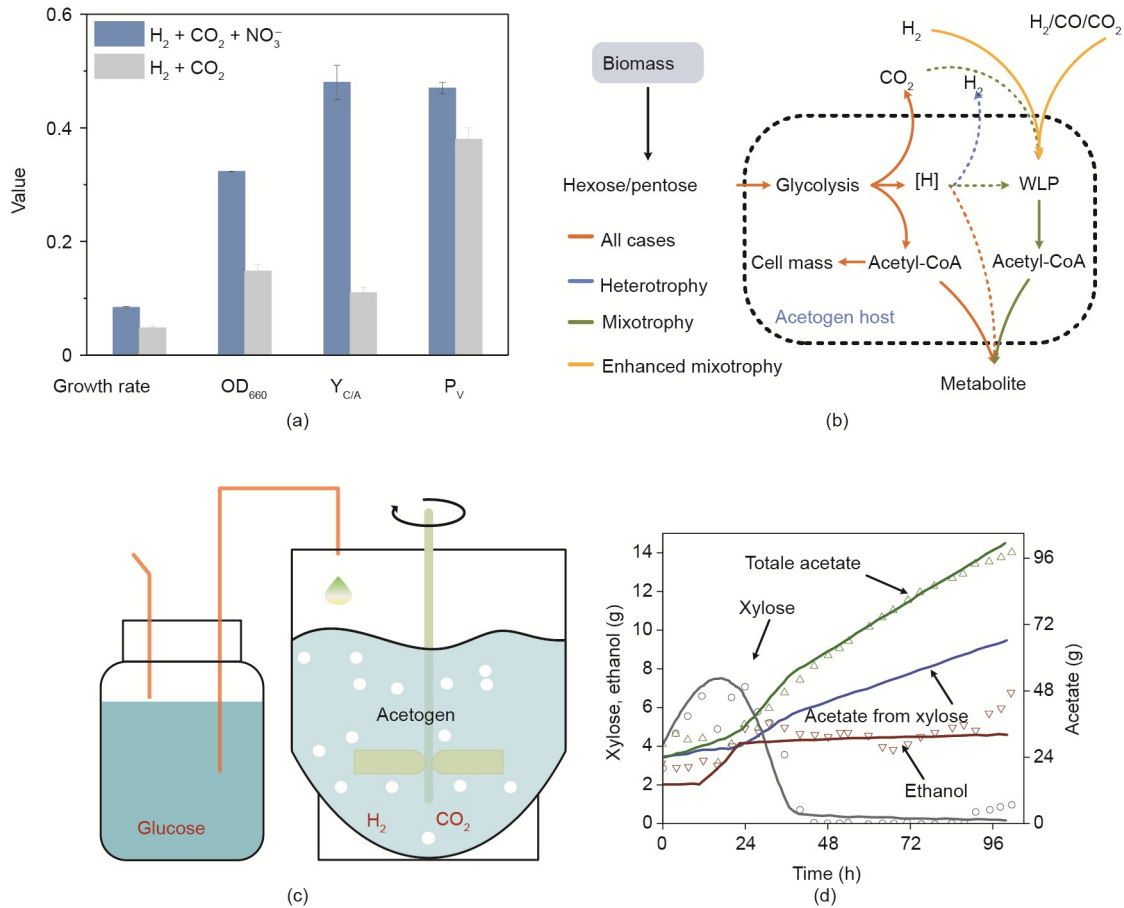 0.6
0.4
0.2
0
Value
H₂ + CO₂ + NO₃⁻
H₂ + CO₂
Growth rate
OD₆₆₀
Y_C/A
P_V
(a)
Biomass
H₂
H₂/CO/CO₂
CO₂
H₂
Hexose/pentose
Glycolysis
[H]
WLP
All cases
Cell mass
Acetyl-CoA
Acetyl-CoA
Heterotrophy
Mixotrophy
Acetogen host
Enhanced mixotrophy
Metabolite
(b)
Acetogen
Glucose
H₂
CO₂
(c)
14
12
10
8
6
4
2
0
Xylose, ethanol (g)
Totale acetate
Xylose
Acetate from xylose
Ethanol
96
72
48
24
0
Acetate (g)
0
24
48
72
96
Time (h)
(d)